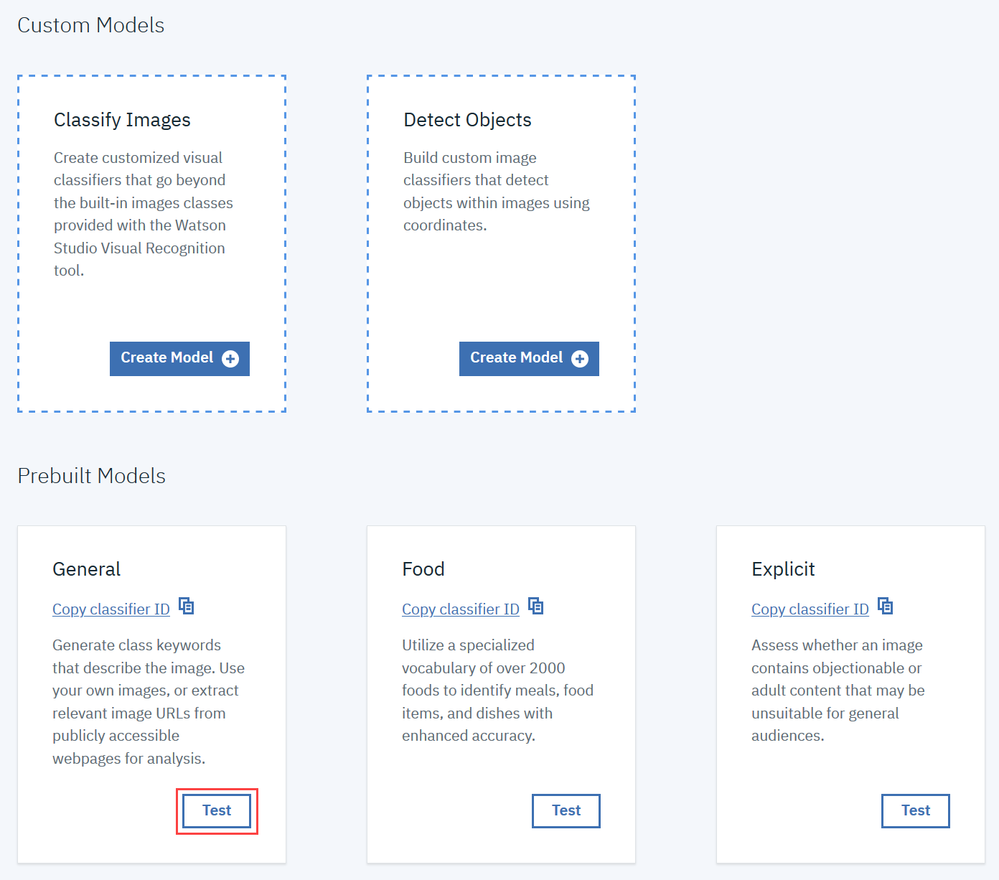 Custom Models
Classify Images
Create customized visual
classifiers that go beyond
the built-in images classes
provided with the Watson
Studio Visual Recognition
tool.
Create Model
Detect Objects
Build custom image
classifiers that detect
objects within images using
coordinates.
Create Model
Prebuilt Models
General
Copy classifier ID
Generate class keywords
that describe the image. Use
your own images, or extract
relevant image URLs from
publicly accessible
webpages for analysis.
Test
Food
Copy classifier ID
Utilize a specialized
vocabulary of over 2000
foods to identify meals, food
items, and dishes with
enhanced accuracy.
Test
Explicit
Copy classifier ID
Assess whether an image
contains objectionable or
adult content that may be
unsuitable for general
audiences.
Test